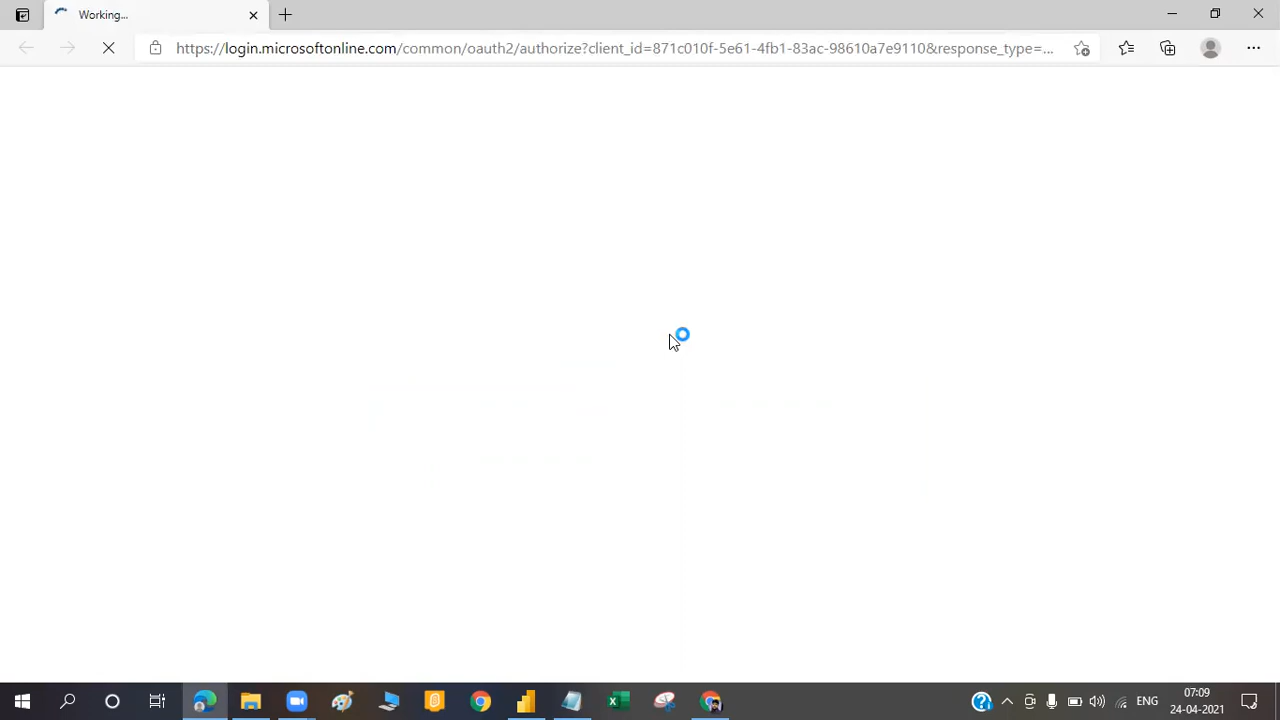 Working...
https://login.microsoftonline.com/common/oauth2/authorize?client_id=871c010f-5e61-4fb1-83ac-98610a7e9110&response_type=...
ENG
07:09
24-04-2021